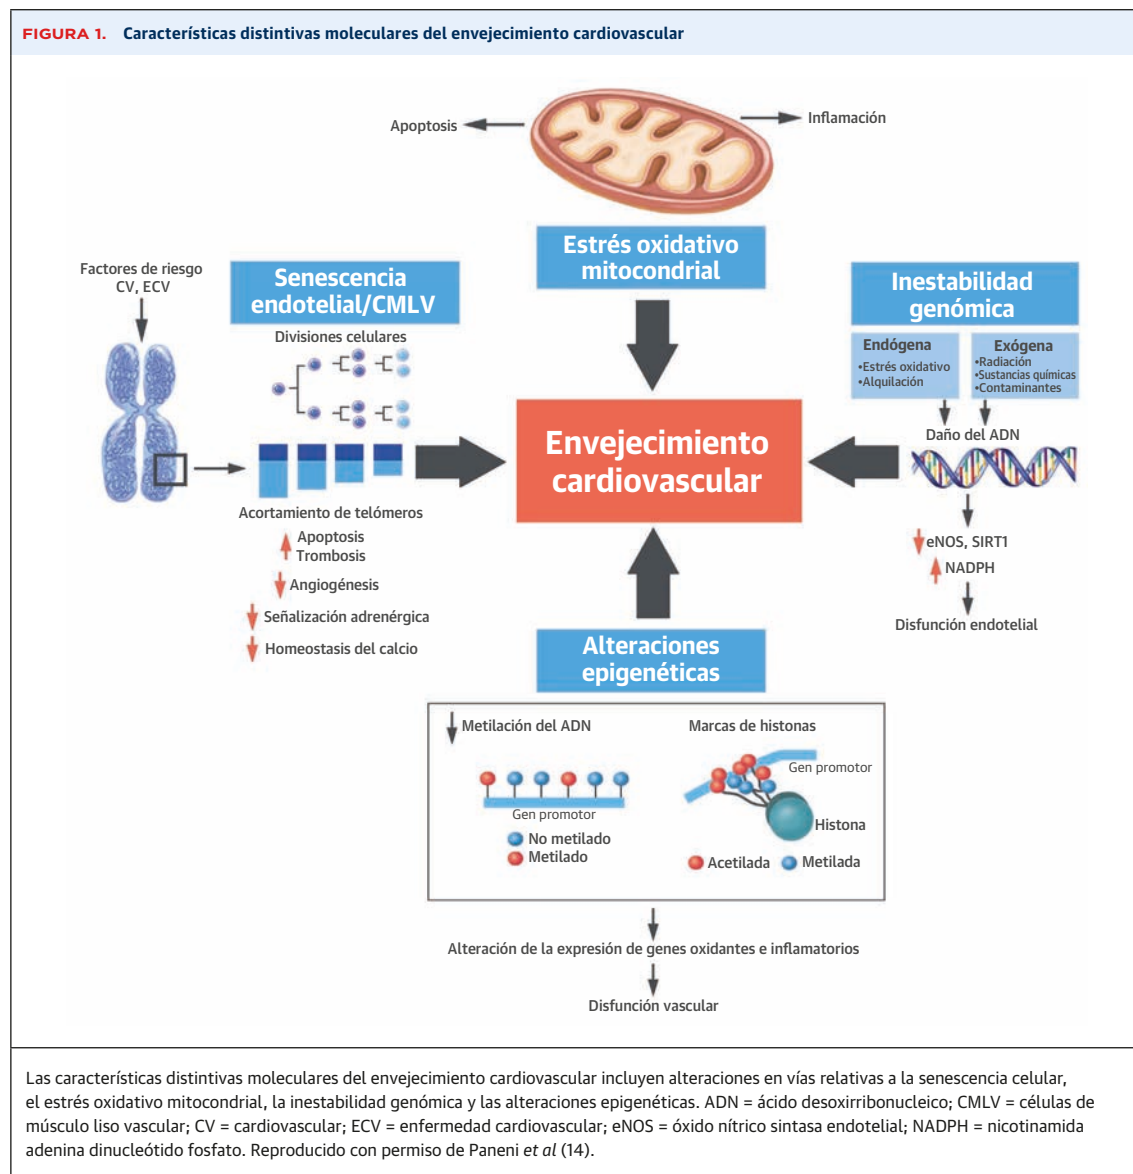 FIGURA 1. Características distintivas moleculares del envejecimiento cardiovascular
Apoptosis
Inflamación
Estrés oxidativo
mitocondrial
Factores de riesgo
CV, ECV
Senescencia
endotelial/CMLV
Divisiones celulares
Acortamiento de telómeros
Apoptosis
Trombosis
Angiogénesis
Señalización adrenérgica
Homeostasis del calcio
Envejecimiento
cardiovascular
Inestabilidad
genómica
Endógena
•Estrés oxidativo
•Alquilación
Exógena
•Radiación
•Sustancias químicas
•Contaminantes
Daño del ADN
eNOS, SIRT1
NADPH
Disfunción endotelial
Alteraciones
epigenéticas
Metilación del ADN
Gen promotor
No metilado
Metilado
Marcas de histonas
Gen promotor
Histona
Acetilada
Metilada
Alteración de la expresión de genes oxidantes e inflamatorios
Disfunción vascular
Las características distintivas moleculares del envejecimiento cardiovascular incluyen alteraciones en vías relativas a la senescencia celular,
el estrés oxidativo mitocondrial, la inestabilidad genómica y las alteraciones epigenéticas. ADN = ácido desoxirribonucleico; CMLV = células de
músculo liso vascular; CV = cardiovascular; ECV = enfermedad cardiovascular; eNOS = óxido nítrico sintasa endotelial; NADPH = nicotinamida
adenina dinucleótido fosfato. Reproducido con permiso de Paneni et al (14).